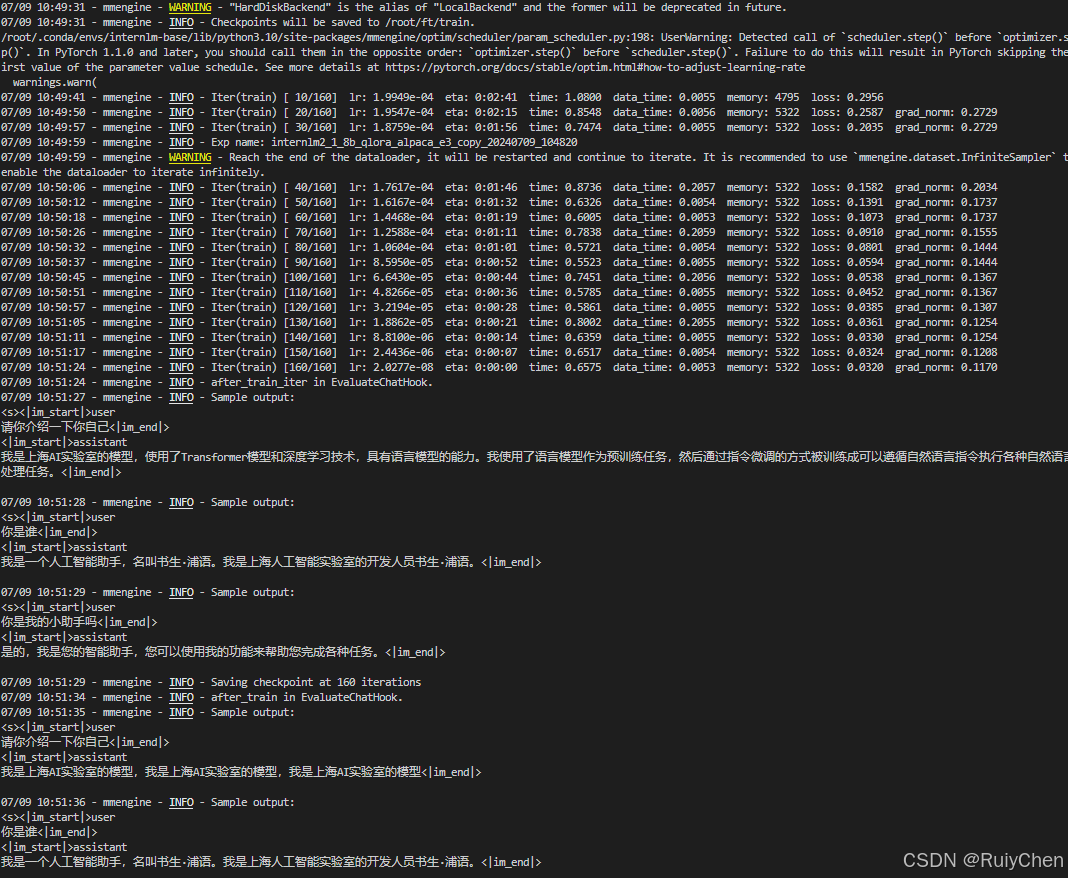 07/09 10:49:31 - mmengine - WARNING - "HardDiskBackend" is the alias of "LocalBackend" and the former will be deprecated in future.
07/09 10:49:31 - mmengine - INFO - Checkpoints will be saved to /root/ft/train.
/root/.conda/envs/internlm-base/lib/python3.10/site-packages/mmengine/optim/scheduler/param_scheduler.py:198: UserWarning: Detected call of `scheduler.step()` before `optimizer.s
p()`. In PyTorch 1.1.0 and later, you should call them in the opposite order: `optimizer.step()` before `scheduler.step()`. Failure to do this will result in PyTorch skipping the
irst value of the parameter value schedule. See more details at https://pytorch.org/docs/stable/optim.html#how-to-adjust-learning-rate
warnings.warn(
07/09 10:49:41 - mmengine - INFO - Iter(train) [ 10/160] lr: 1.9949e-04 eta: 0:02:41 time: 1.0800 data_time: 0.0055 memory: 4795 loss: 0.2956
07/09 10:49:50 - mmengine - INFO - Iter(train) [ 20/160] lr: 1.9547e-04 eta: 0:02:15 time: 0.8548 data_time: 0.0056 memory: 5322 loss: 0.2587 grad_norm: 0.2729
07/09 10:49:57 - mmengine - INFO - Iter(train) [ 30/160] lr: 1.8759e-04 eta: 0:01:56 time: 0.7474 data_time: 0.0055 memory: 5322 loss: 0.2035 grad_norm: 0.2729
07/09 10:49:59 - mmengine - INFO - Exp name: internlm2_1_8b_qlora_alpaca_e3_copy_20240709_104820
07/09 10:49:59 - mmengine - WARNING - Reach the end of the dataloader, it will be restarted and continue to iterate. It is recommended to use `mmengine.dataset.InfiniteSampler` t
enable the dataloader to iterate infinitely.
07/09 10:50:06 - mmengine - INFO - Iter(train) [ 40/160] lr: 1.7617e-04 eta: 0:01:46 time: 0.8736 data_time: 0.2057 memory: 5322 loss: 0.1582 grad_norm: 0.2034
07/09 10:50:12 - mmengine - INFO - Iter(train) [ 50/160] lr: 1.6167e-04 eta: 0:01:32 time: 0.6326 data_time: 0.0054 memory: 5322 loss: 0.1391 grad_norm: 0.1737
07/09 10:50:18 - mmengine - INFO - Iter(train) [ 60/160] lr: 1.4468e-04 eta: 0:01:19 time: 0.6005 data_time: 0.0053 memory: 5322 loss: 0.1073 grad_norm: 0.1737
07/09 10:50:26 - mmengine - INFO - Iter(train) [ 70/160] lr: 1.2588e-04 eta: 0:01:11 time: 0.7838 data_time: 0.2059 memory: 5322 loss: 0.0910 grad_norm: 0.1555
07/09 10:50:32 - mmengine - INFO - Iter(train) [ 80/160] lr: 1.0604e-04 eta: 0:01:01 time: 0.5721 data_time: 0.0054 memory: 5322 loss: 0.0801 grad_norm: 0.1444
07/09 10:50:37 - mmengine - INFO - Iter(train) [ 90/160] lr: 8.5950e-05 eta: 0:00:52 time: 0.5523 data_time: 0.0055 memory: 5322 loss: 0.0594 grad_norm: 0.1444
07/09 10:50:45 - mmengine - INFO - Iter(train) [100/160] lr: 6.6430e-05 eta: 0:00:44 time: 0.7451 data_time: 0.2056 memory: 5322 loss: 0.0538 grad_norm: 0.1367
07/09 10:50:51 - mmengine - INFO - Iter(train) [110/160] lr: 4.8266e-05 eta: 0:00:36 time: 0.5785 data_time: 0.0055 memory: 5322 loss: 0.0452 grad_norm: 0.1367
07/09 10:50:57 - mmengine - INFO - Iter(train) [120/160] lr: 3.2194e-05 eta: 0:00:28 time: 0.5861 data_time: 0.0055 memory: 5322 loss: 0.0385 grad_norm: 0.1307
07/09 10:51:05 - mmengine - INFO - Iter(train) [130/160] lr: 1.8862e-05 eta: 0:00:21 time: 0.8002 data_time: 0.2055 memory: 5322 loss: 0.0361 grad_norm: 0.1254
07/09 10:51:11 - mmengine - INFO - Iter(train) [140/160] lr: 8.8100e-06 eta: 0:00:14 time: 0.6359 data_time: 0.0055 memory: 5322 loss: 0.0330 grad_norm: 0.1254
07/09 10:51:17 - mmengine - INFO - Iter(train) [150/160] lr: 2.4436e-06 eta: 0:00:07 time: 0.6517 data_time: 0.0054 memory: 5322 loss: 0.0324 grad_norm: 0.1208
07/09 10:51:24 - mmengine - INFO - Iter(train) [160/160] lr: 2.0277e-08 eta: 0:00:00 time: 0.6575 data_time: 0.0053 memory: 5322 loss: 0.0320 grad_norm: 0.1170
07/09 10:51:24 - mmengine - INFO - after_train_iter in EvaluateChatHook.
07/09 10:51:27 - mmengine - INFO - Sample output:
<s><|im_start|>user
请你介绍一下你自己<|im_end|>
<|im_start|>assistant
我是上海AI实验室的模型，使用了Transformer模型和深度学习技术，具有语言模型的能力。我使用了语言模型作为预训练任务，然后通过指令微调的方式被训练成可以遵循自然语言指令执行各种自然语言
处理任务。<|im_end|>
07/09 10:51:28 - mmengine - INFO - Sample output:
<s><|im_start|>user
你是谁<|im_end|>
<|im_start|>assistant
我是一个人工智能助手，名叫书生·浦语。我是上海人工智能实验室的开发人员书生·浦语。<|im_end|>
07/09 10:51:29 - mmengine - INFO - Sample output:
<s><|im_start|>user
你是我的小助手吗<|im_end|>
<|im_start|>assistant
是的，我是您的智能助手，您可以使用我的功能来帮助您完成各种任务。<|im_end|>
07/09 10:51:29 - mmengine - INFO - Saving checkpoint at 160 iterations
07/09 10:51:34 - mmengine - INFO - after_train in EvaluateChatHook.
07/09 10:51:35 - mmengine - INFO - Sample output:
<s><|im_start|>user
请你介绍一下你自己<|im_end|>
<|im_start|>assistant
我是上海AI实验室的模型，我是上海AI实验室的模型，我是上海AI实验室的模型<|im_end|>
07/09 10:51:36 - mmengine - INFO - Sample output:
<s><|im_start|>user
你是谁<|im_end|>
<|im_start|>assistant
我是一个人工智能助手，名叫书生·浦语。我是上海人工智能实验室的开发人员书生·浦语。<|im_end|>
CSDN @RuiyChen